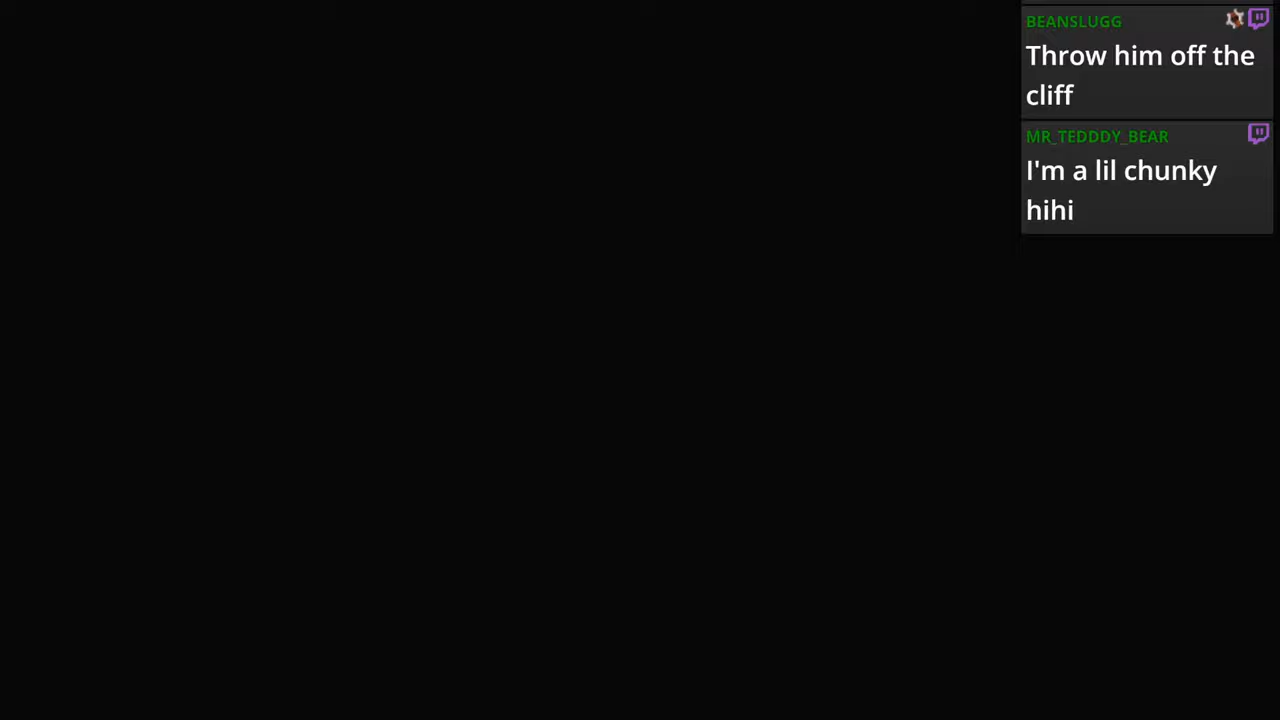 BEANSLUGG
Throw him off the
cliff
MR_TEDDDY_BEAR
I'm a lil chunky
hihi